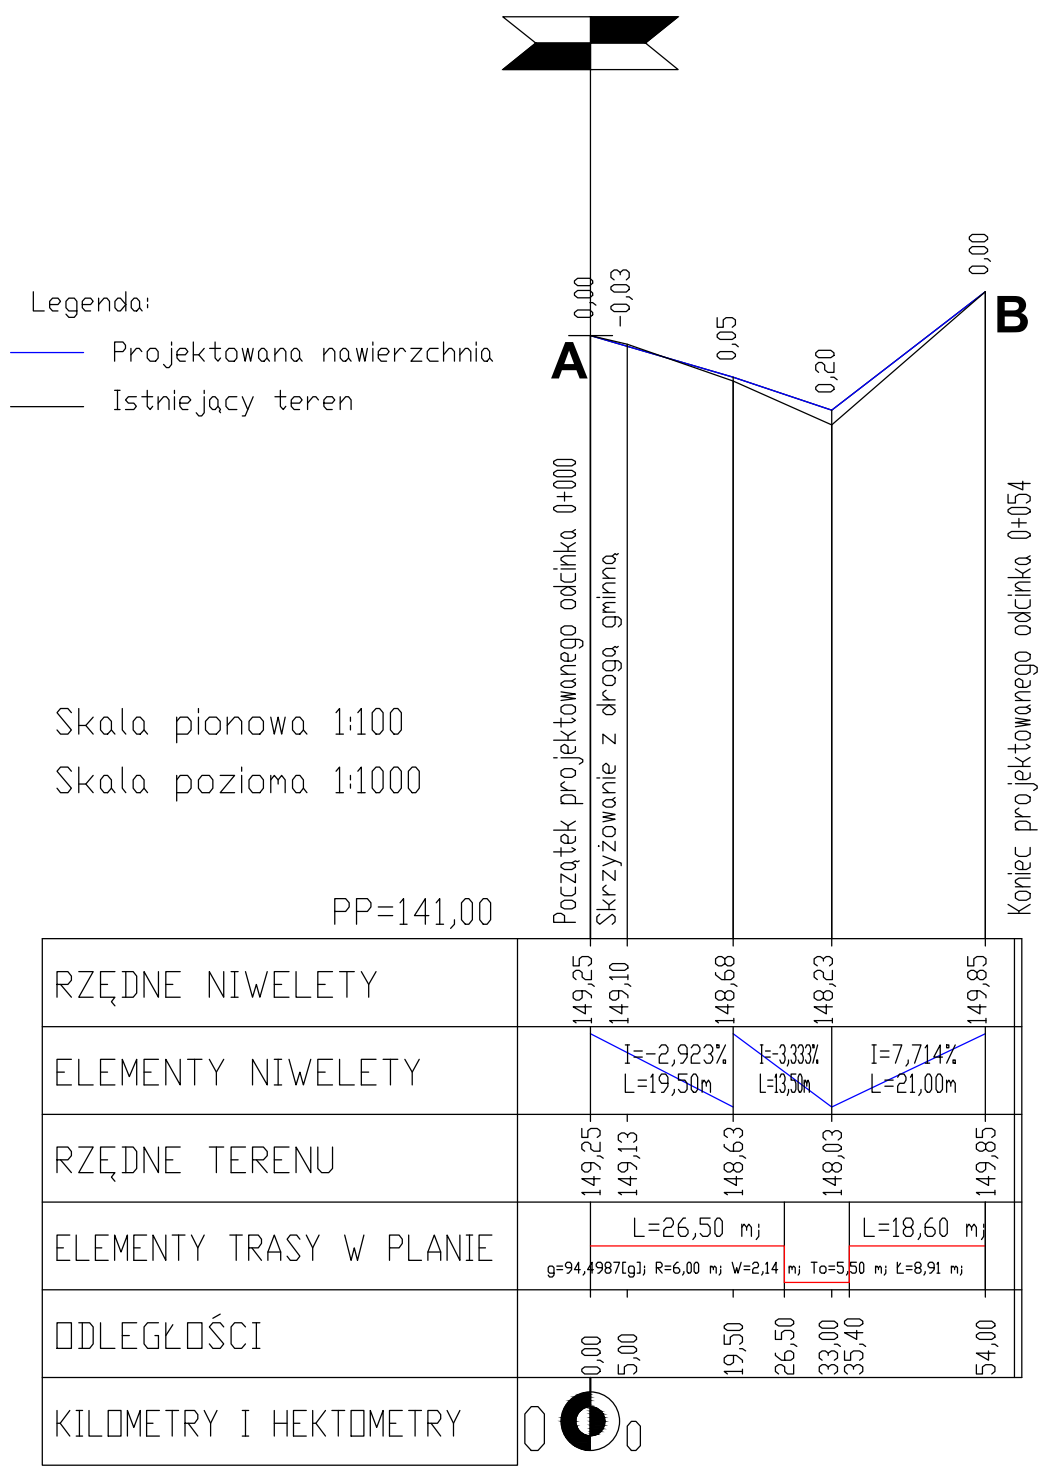 0,00
-0,03
0,05
0,20
0,00
A
B
Legenda:
Projektowana nawierzchnia
Istniejący teren
Początek projektowanego odcinka 0+000
Skrzyżowanie z drogą gminną
Koniec projektowanego odcinka 0+054
Skala pionowa 1:100
Skala pozioma 1:1000
PP=141,00
RZĘDNE NIWELETY 149,25 149,10 148,68 148,23 149,85
ELEMENTY NIWELETY
I=-2,923% I=-3,333% I=7,714%
L=19,50m L=13,50m L=21,00m
RZĘDNE TERENU 149,25 149,13 148,63 148,03 149,85
ELEMENTY TRASY W PLANIE
L=26,50 m; L=18,60 m;
g=94,4987[g]; R=6,00 m; W=2,14 m; To=5,50 m; Ł=8,91 m;
ODLEGŁOŚCI 0,00 5,00 19,50 26,50 33,00 35,40 54,00
KILOMETRY I HEKTOMETRY 0 0